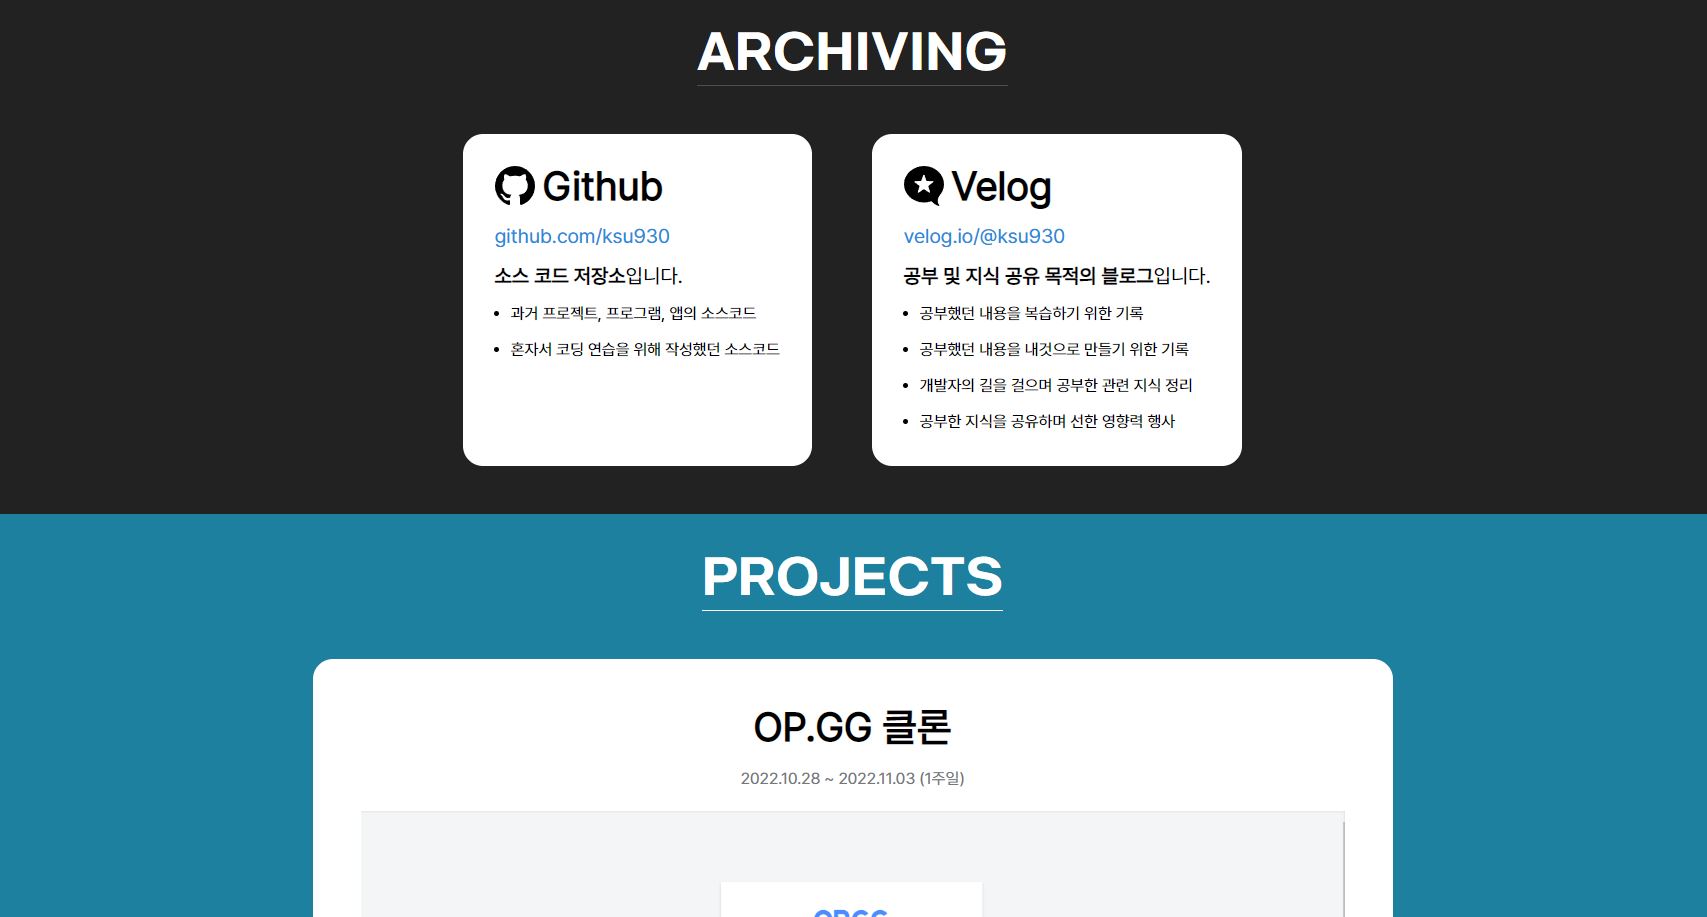 ARCHIVING
Github
github.com/ksu930
소스 코드 저장소입니다.
• 과거 프로젝트, 프로그램, 앱의 소스코드
• 혼자서 코딩 연습을 위해 작성했던 소스코드
Velog
velog.io/@ksu930
공부 및 지식 공유 목적의 블로그입니다.
• 공부했던 내용을 복습하기 위한 기록
• 공부했던 내용을 내것으로 만들기 위한 기록
• 개발자의 길을 걸으며 공부한 관련 지식 정리
• 공부한 지식을 공유하며 선한 영향력 행사
PROJECTS
OP.GG 클론
2022.10.28 ~ 2022.11.03 (1주일)